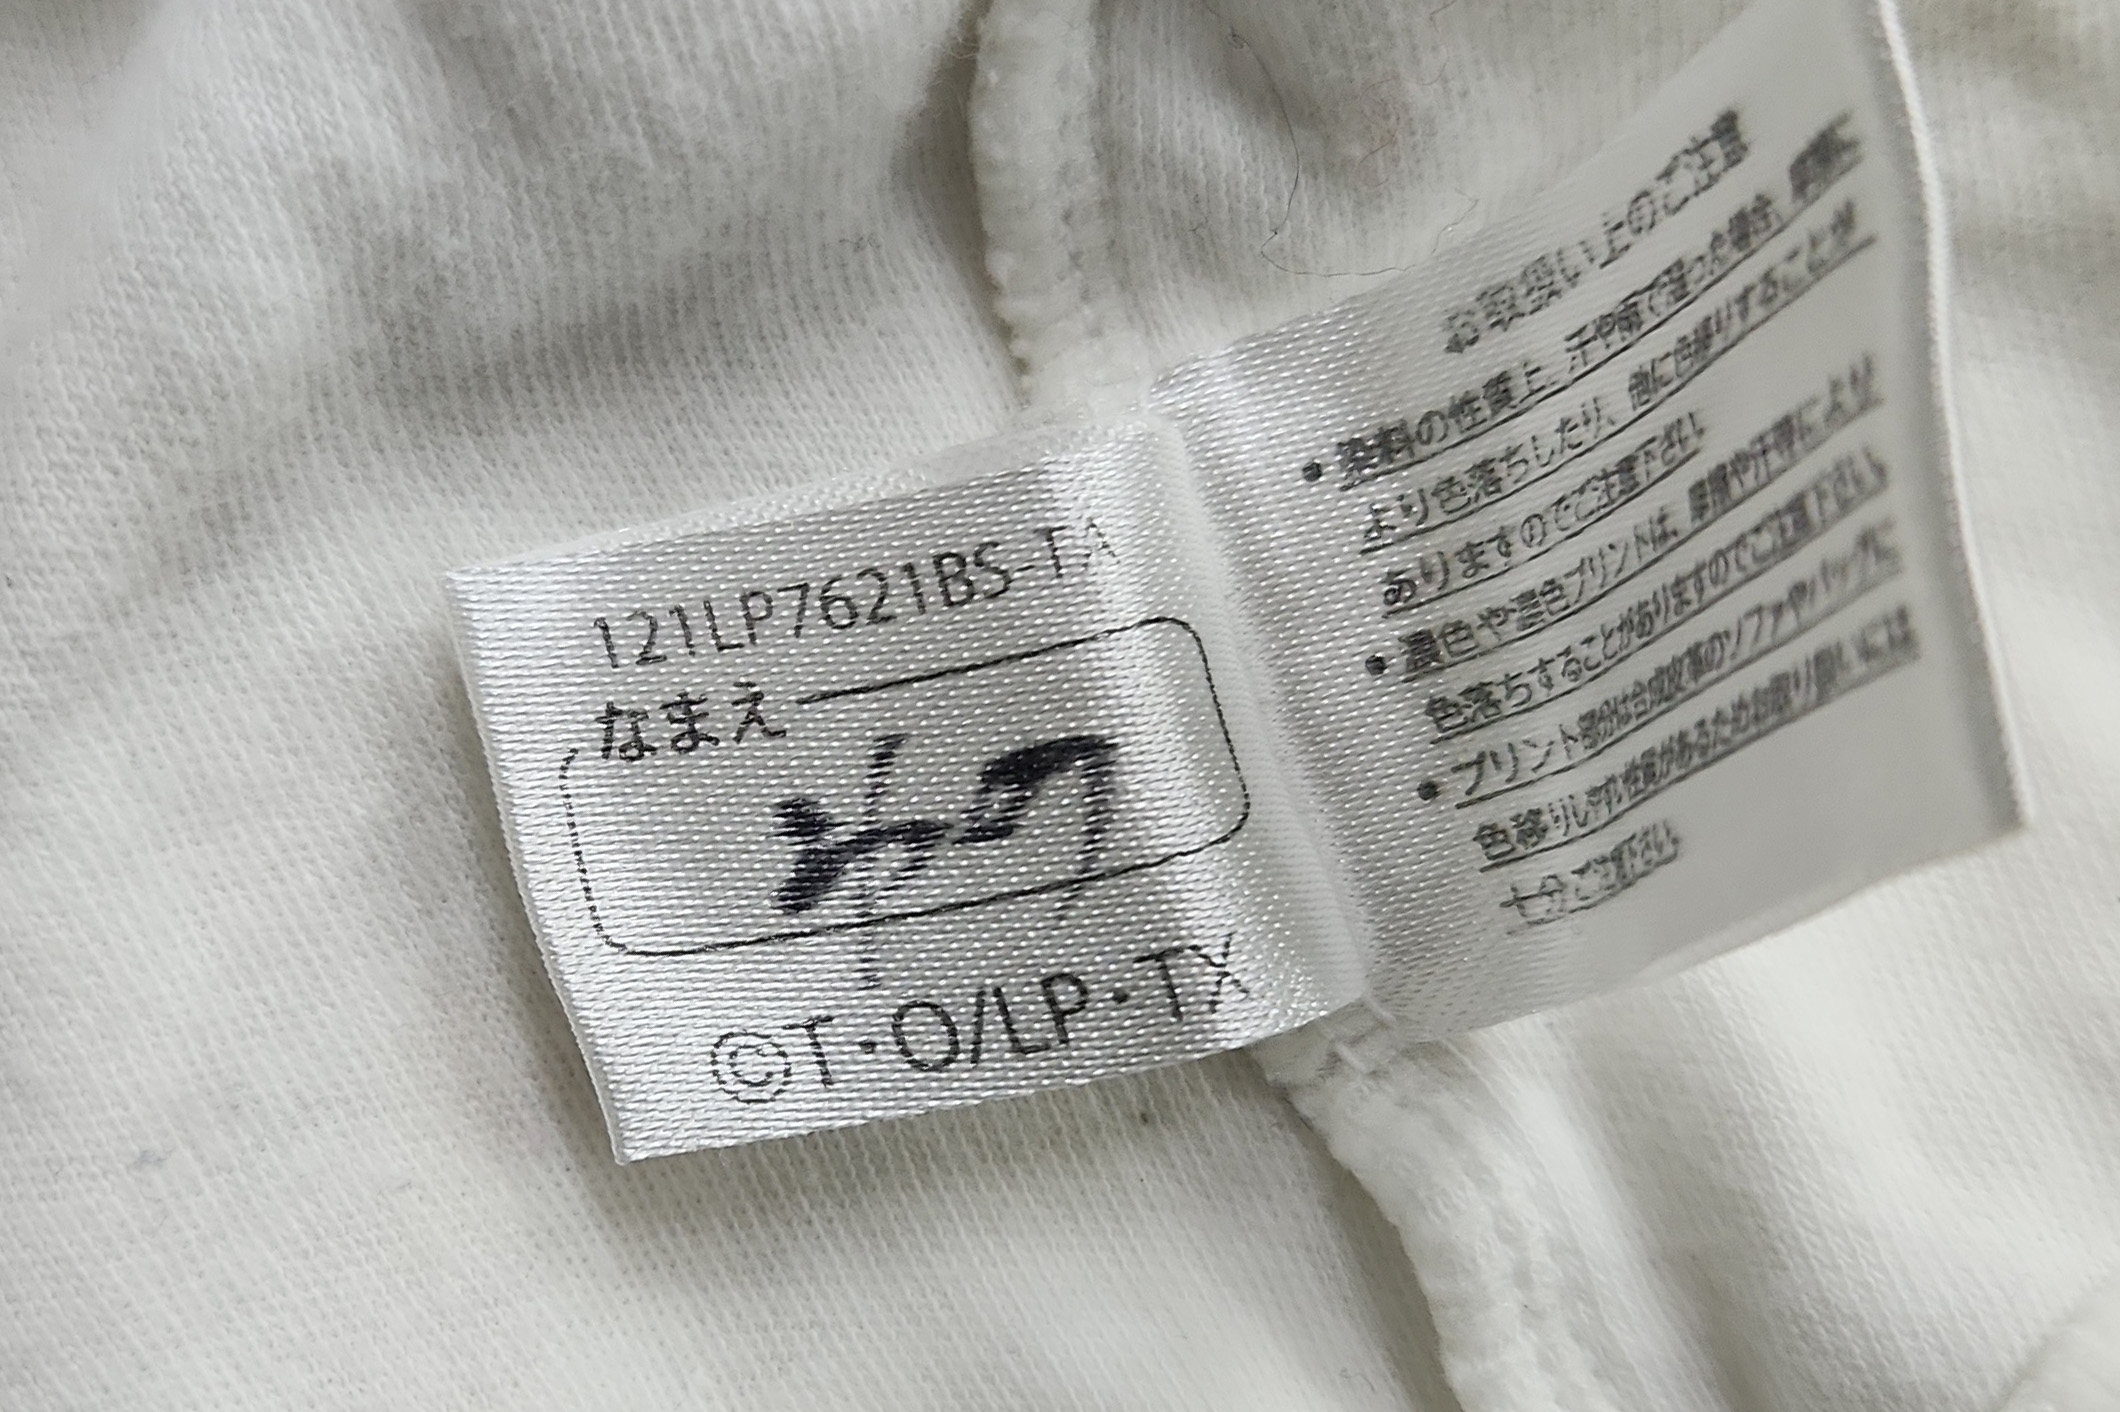 121LP7621BS-TA
なまえ
©T・O/LP・TX
お取扱い上のご注意
・染料の性質上、汗や雨で湿った場合、摩擦に
より色落ちしたり、他に色移りすることが
ありますのでご注意下さい
・濃色や濃色プリントは、摩擦や汗等により
色落ちすることがありますのでご注意下さい
・プリント部分は合成皮革のソファやバッグに
色移りしやすい性質があるためお取り扱いには
十分ご注意下さい